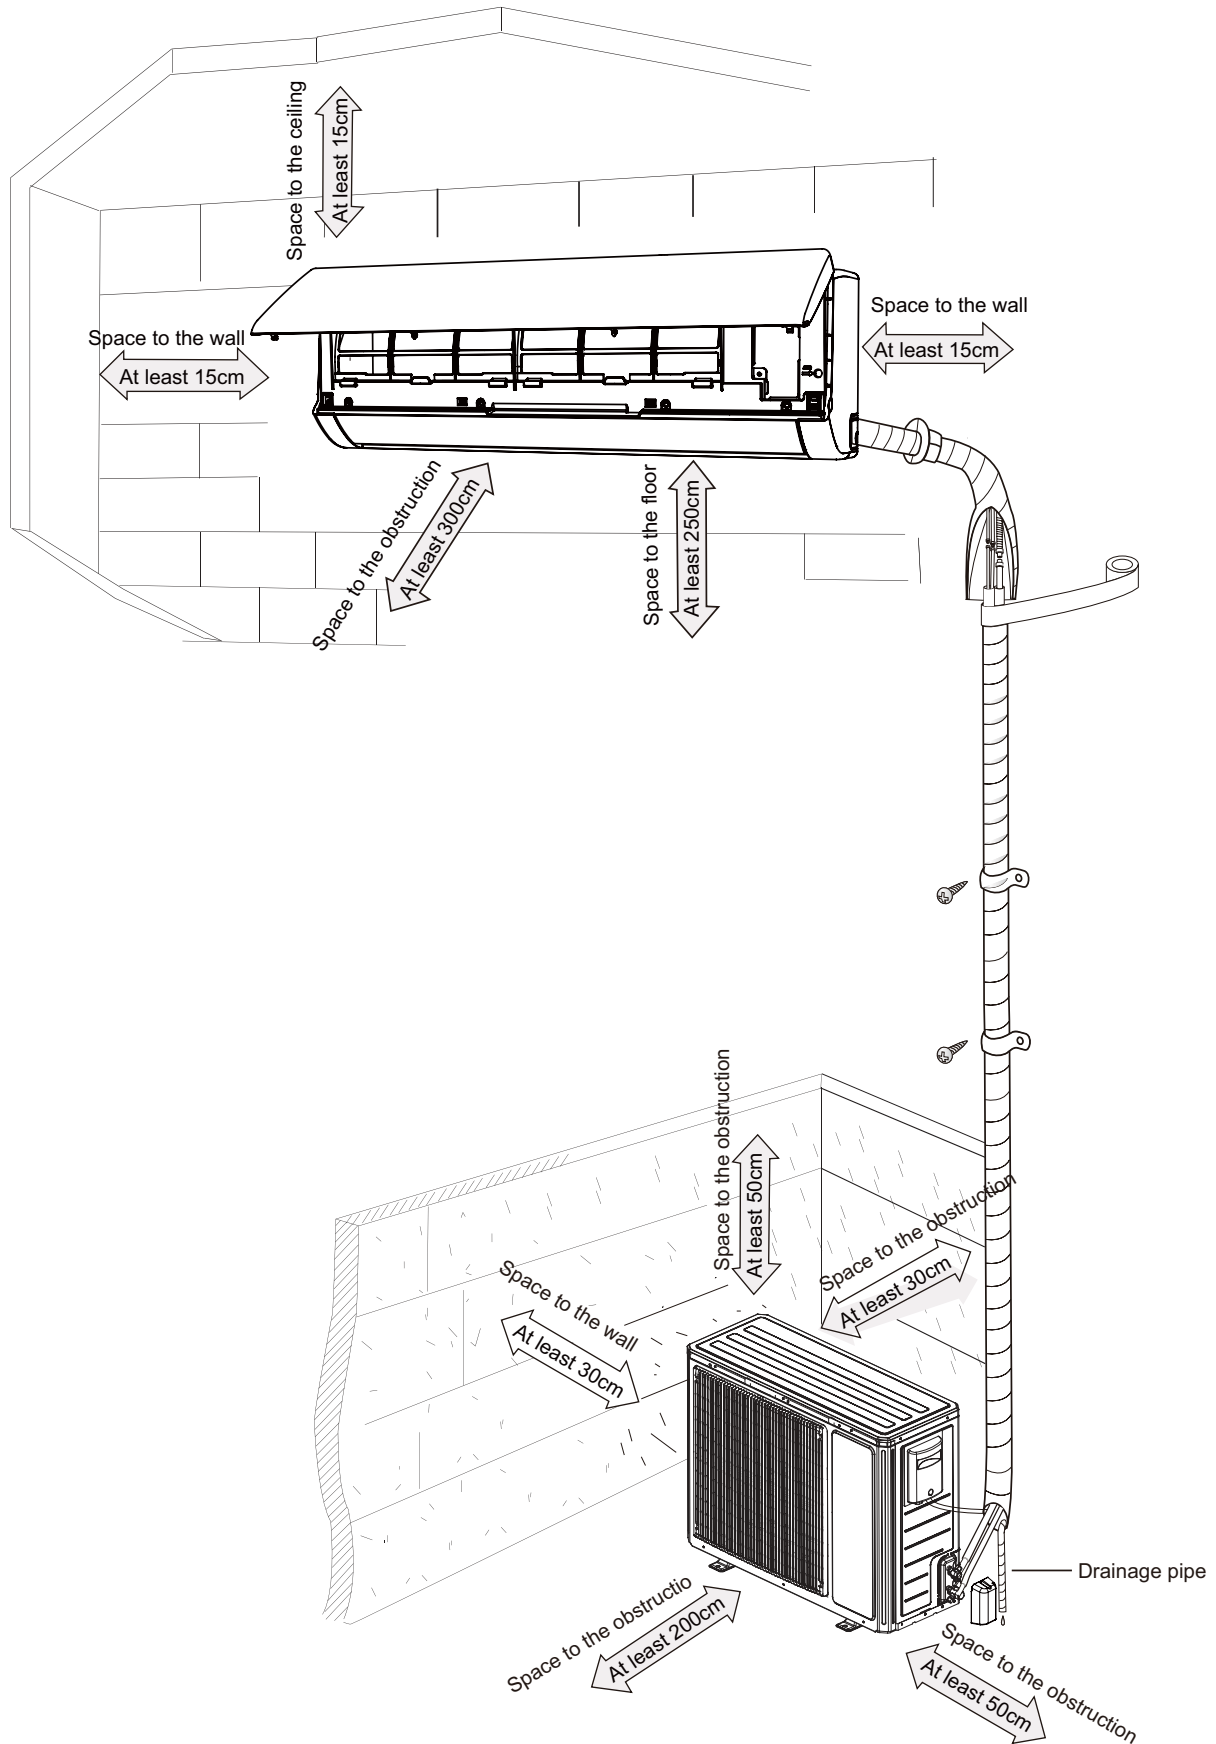 Space to the ceiling
At least 15cm
Space to the wall
At least 15cm
Space to the wall
At least 15cm
Space to the obstruction
At least 300cm
Space to the floor
At least 250cm
Space to the obstruction
At least 50cm
Space to the obstruction
At least 30cm
Space to the wall
At least 30cm
Drainage pipe
Space to the obstructio
At least 200cm
Space to the obstruction
At least 50cm